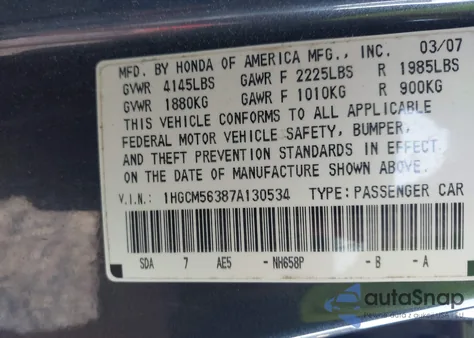 MFD. BY HONDA OF AMERICA MFG., INC. 03/07
GVWR 4145LBS GAWR F 2225LBS R 1985LBS
GVWR 1880KG GAWR F 1010KG R 900KG
THIS VEHICLE CONFORMS TO ALL APPLICABLE
FEDERAL MOTOR VEHICLE SAFETY, BUMPER,
AND THEFT PREVENTION STANDARDS IN EFFECT
ON THE DATE OF MANUFACTURE SHOWN ABOVE.
V.I.N.: 1HGCM56387A130534 TYPE: PASSENGER CAR
SDA 7 AE5 -NH658P -B -A
autoSnap